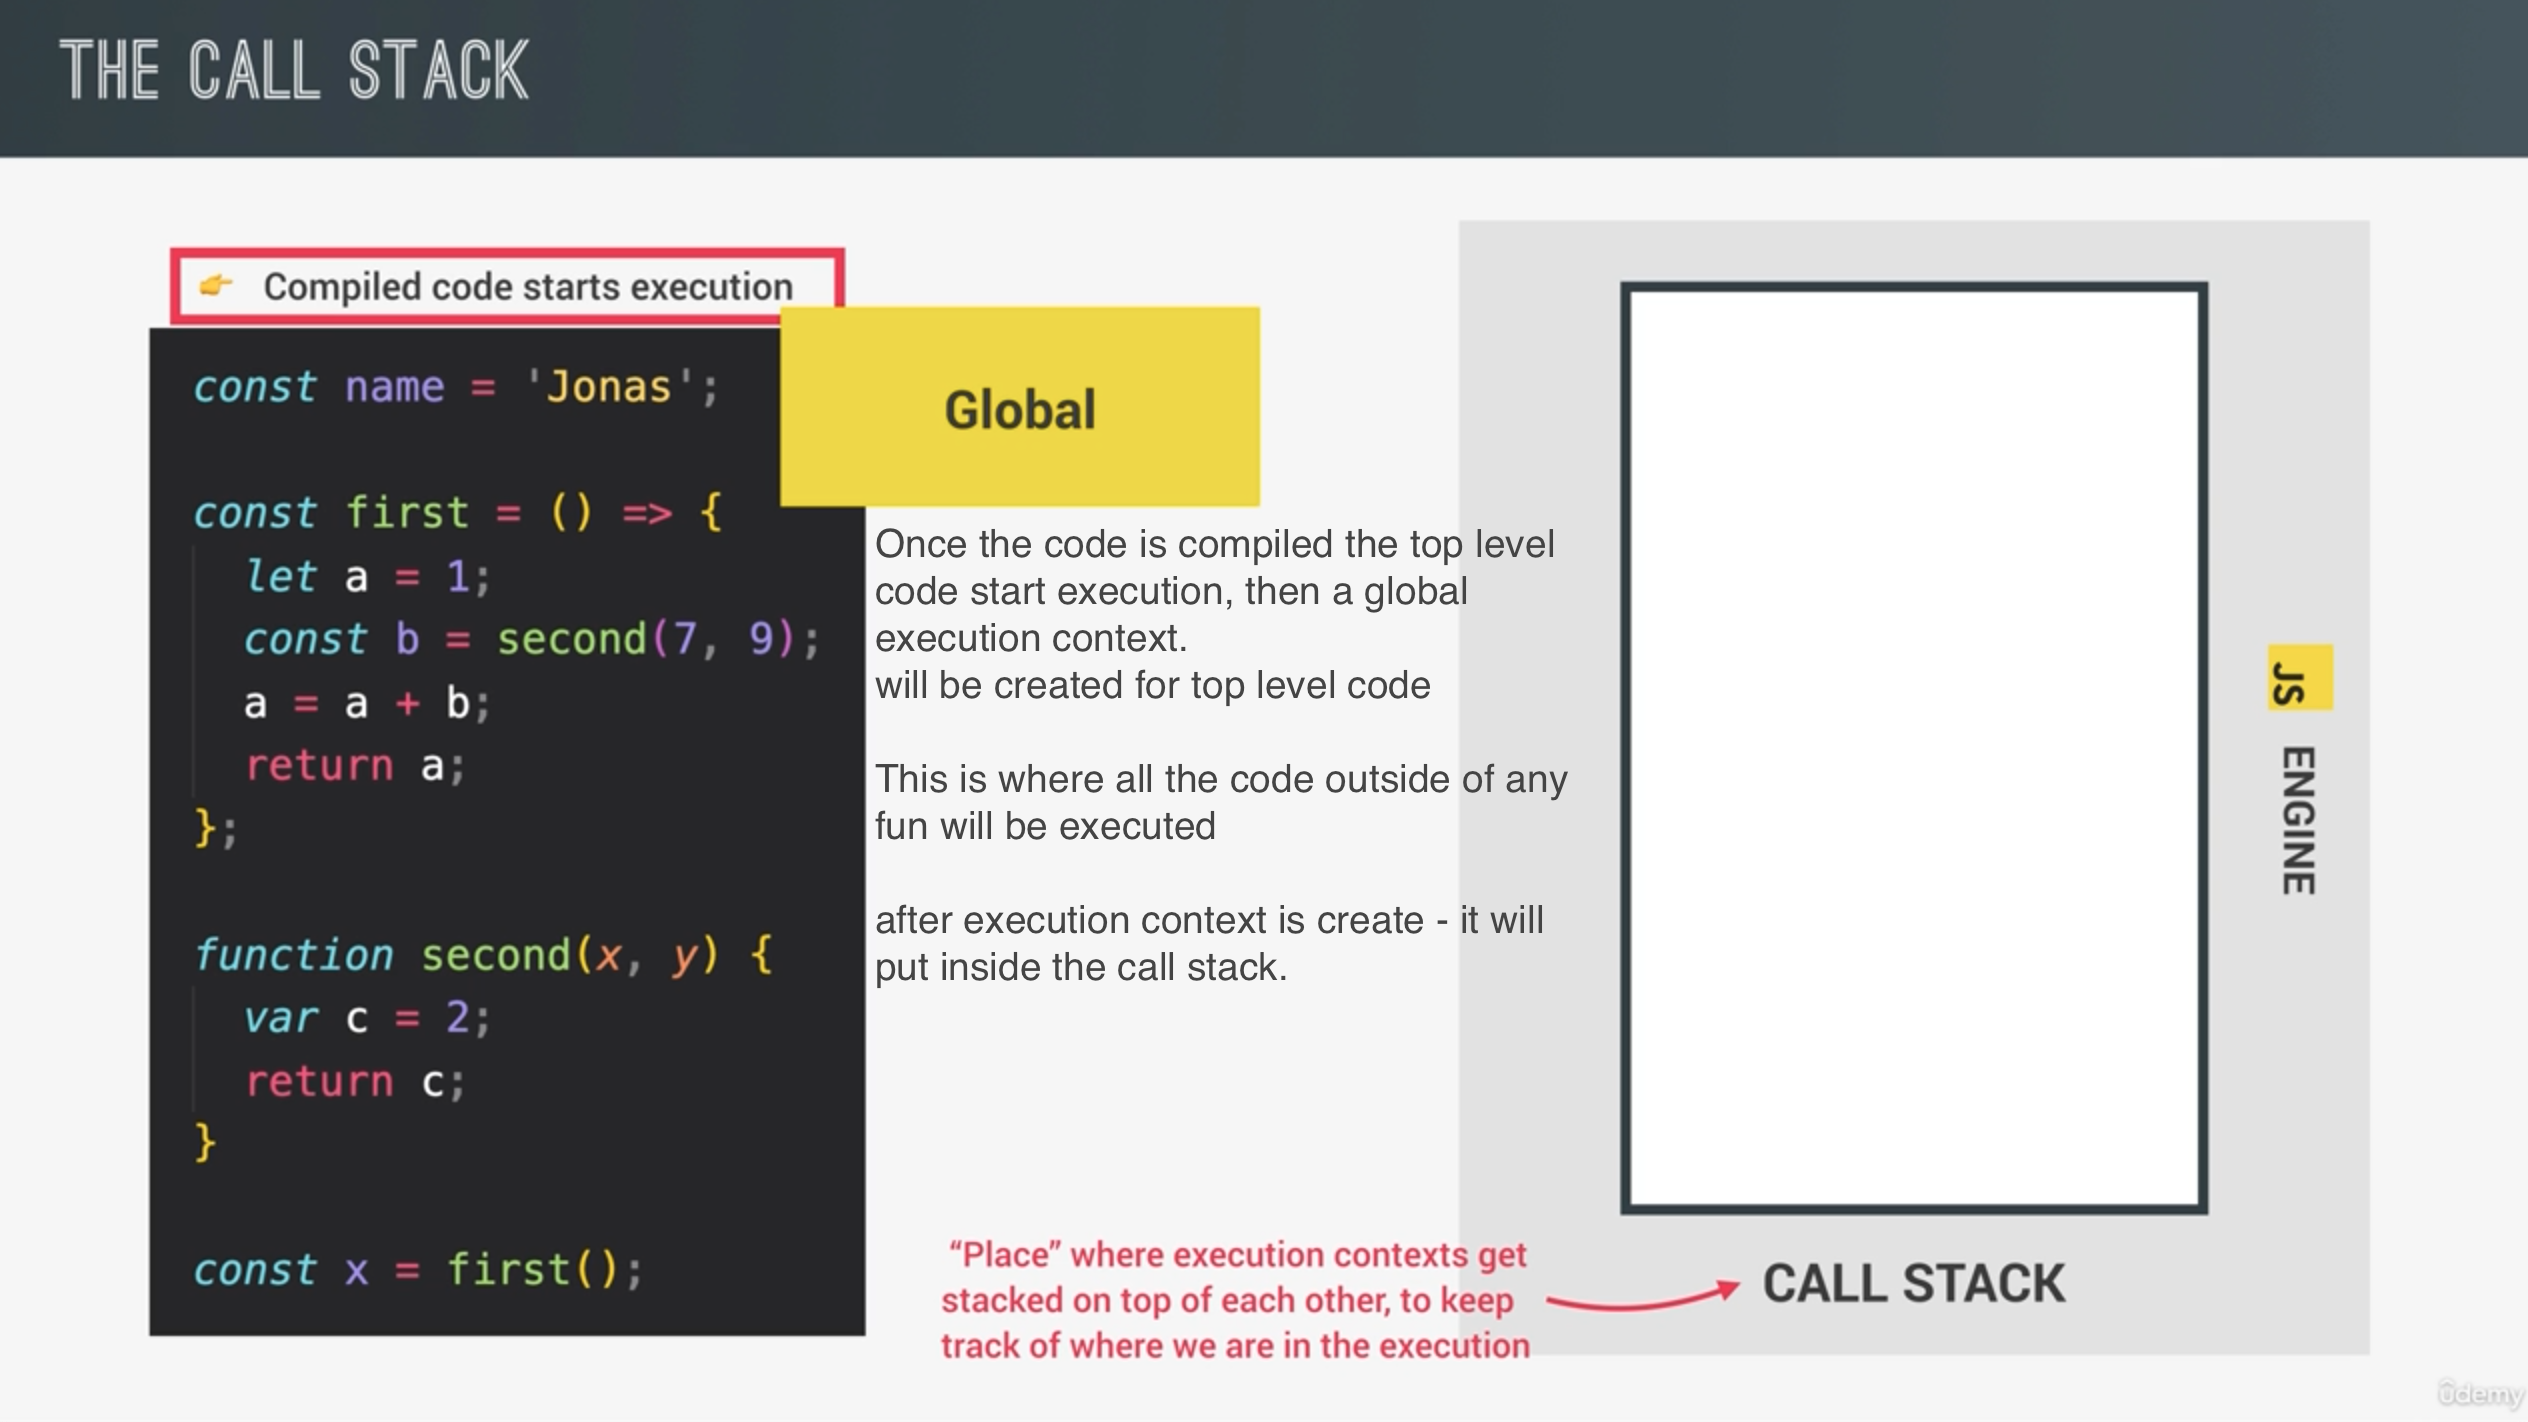 THE CALL STACK
👉 Compiled code starts execution
const name = 'Jonas';
const first = () => {
let a = 1;
const b = second(7, 9);
a = a + b;
return a;
};
function second(x, y) {
var c = 2;
return c;
}
const x = first();
Global
Once the code is compiled the top level
code start execution, then a global
execution context.
will be created for top level code
This is where all the code outside of any
fun will be executed
after execution context is create - it will
put inside the call stack.
“Place” where execution contexts get
stacked on top of each other, to keep
track of where we are in the execution
CALL STACK
JS ENGINE
ûdemy